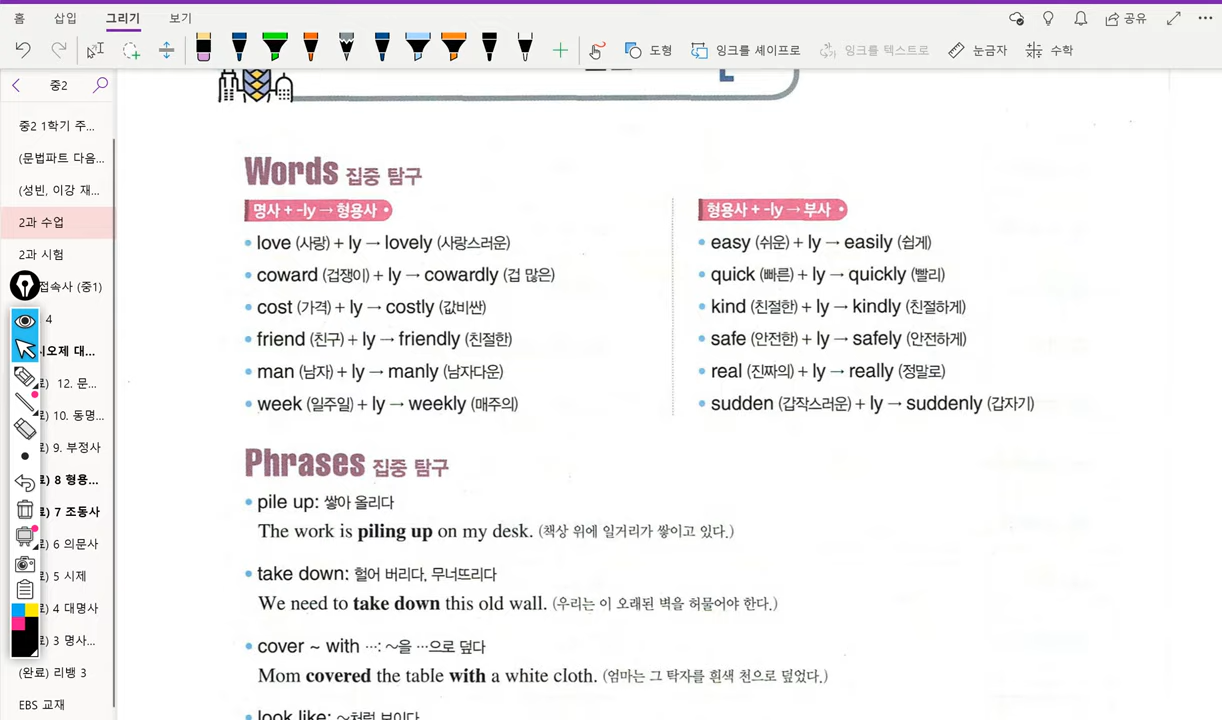 홈 삽입 그리기 보기
공유
도형 잉크를 셰이프로 잉크를 텍스트로 눈금자 수학
중2
중2 1학기 주...
(문법파트 다음...
(성빈, 이강 재...
2과 수업
2과 시험
접속사 (중1)
4
오제 대...
12. 문...
10. 동명...
9. 부정사
8 형용...
7 조동사
6 의문사
5 시제
4 대명사
3 명사...
(완료) 리뱅 3
EBS 교재
Words 집중 탐구
명사 + -ly → 형용사
love (사랑) + ly → lovely (사랑스러운)
coward (겁쟁이) + ly → cowardly (겁 많은)
cost (가격) + ly → costly (값비싼)
friend (친구) + ly → friendly (친절한)
man (남자) + ly → manly (남자다운)
week (일주일) + ly → weekly (매주의)
형용사 + -ly → 부사
easy (쉬운) + ly → easily (쉽게)
quick (빠른) + ly → quickly (빨리)
kind (친절한) + ly → kindly (친절하게)
safe (안전한) + ly → safely (안전하게)
real (진짜의) + ly → really (정말로)
sudden (갑작스러운) + ly → suddenly (갑자기)
Phrases 집중 탐구
pile up: 쌓아 올리다
The work is piling up on my desk. (책상 위에 일거리가 쌓이고 있다.)
take down: 헐어 버리다, 무너뜨리다
We need to take down this old wall. (우리는 이 오래된 벽을 허물어야 한다.)
cover ~ with …: ~을 …으로 덮다
Mom covered the table with a white cloth. (엄마는 그 탁자를 흰색 천으로 덮었다.)
look like: ~처럼 보이다